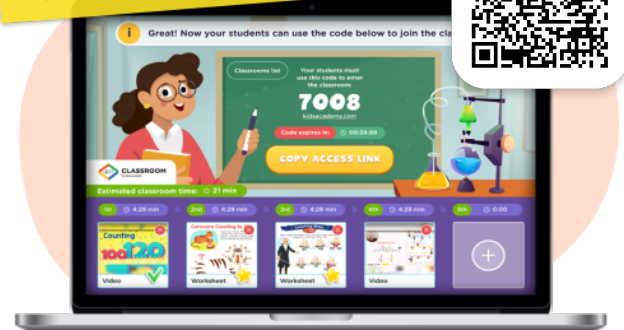 i Great! Now your students can use the code below to join the cla
Classrooms list
Your students must
use this code to enter
the classroom
7008
kidsacademy.com
Code expires in: 00:59:99
COPY ACCESS LINK
CLASSROOM
Estimated classroom time: 21 min
1st 4:29 min
2nd 4:29 min
3rd 4:29 min
4th 4:29 min
5th 0:00
Counting
100 120
Video
Worksheet
Worksheet
Video